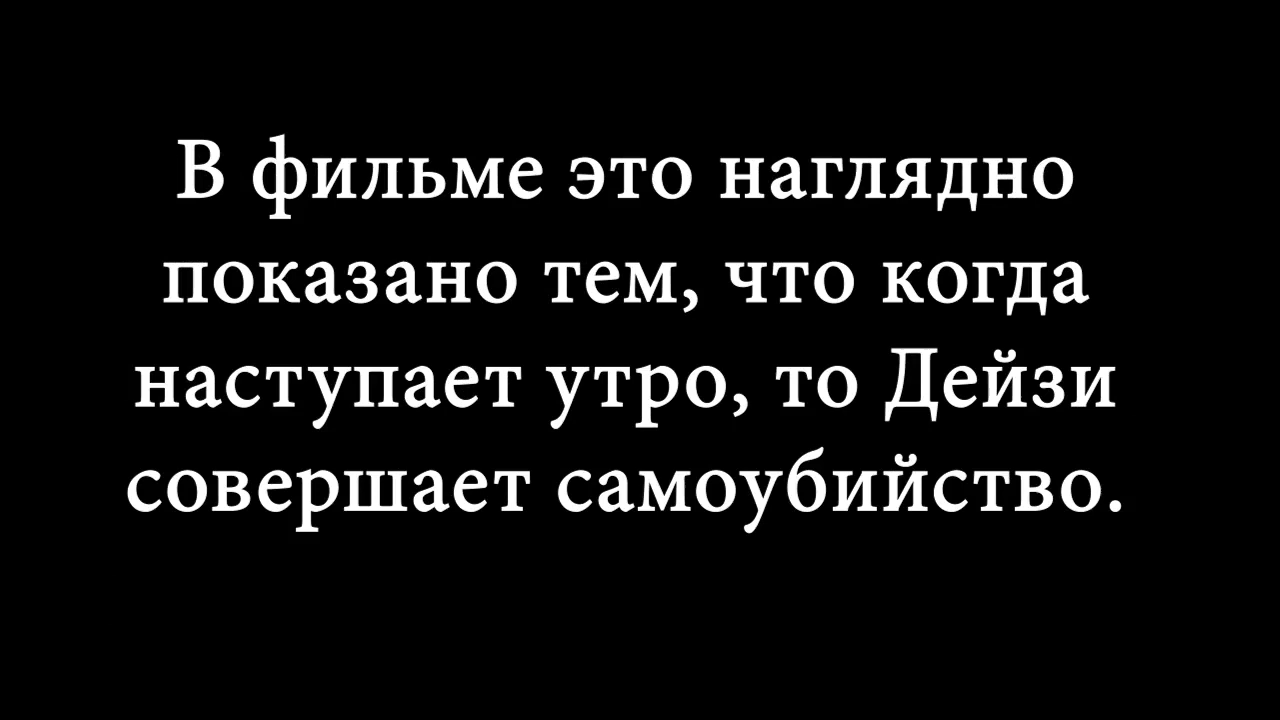 В фильме это наглядно
показано тем, что когда
наступает утро, то Дейзи
совершает самоубийство.